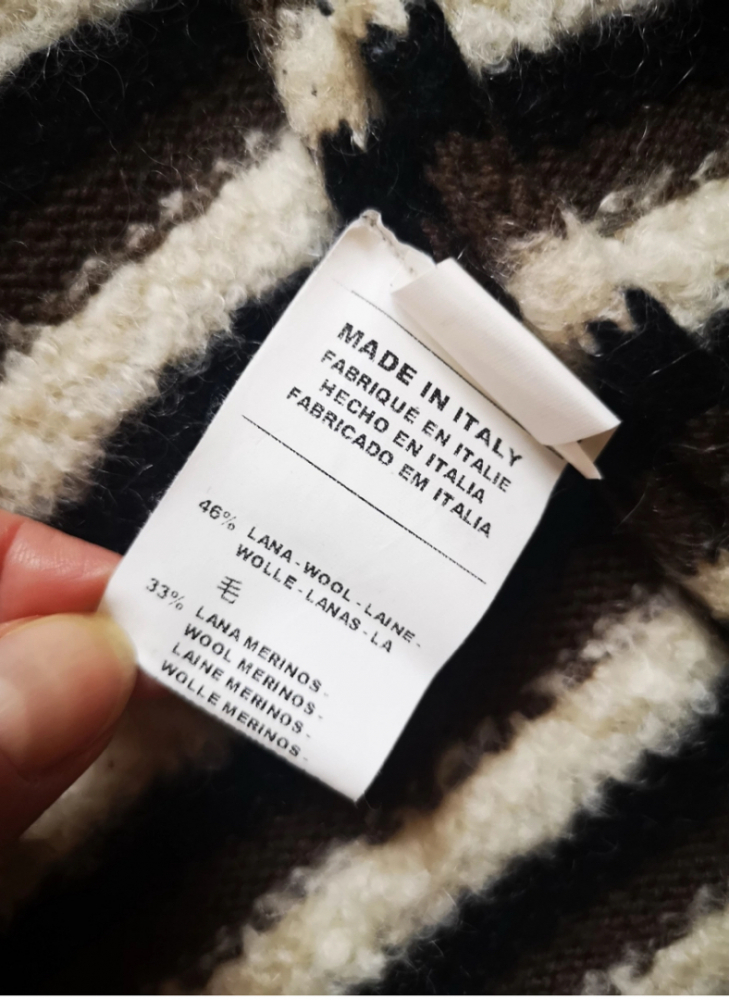 MADE IN ITALY
FABRIQUÉ EN ITALIE
HECHO EN ITALIA
FABRICADO EM ITALIA
46% LANA-WOOL-LAINE-
WOLLE-LANAS-LA
毛
33% LANA MERINOS-
WOOL MERINOS-
LAINE MERINOS-
WOLLE MERINOS-